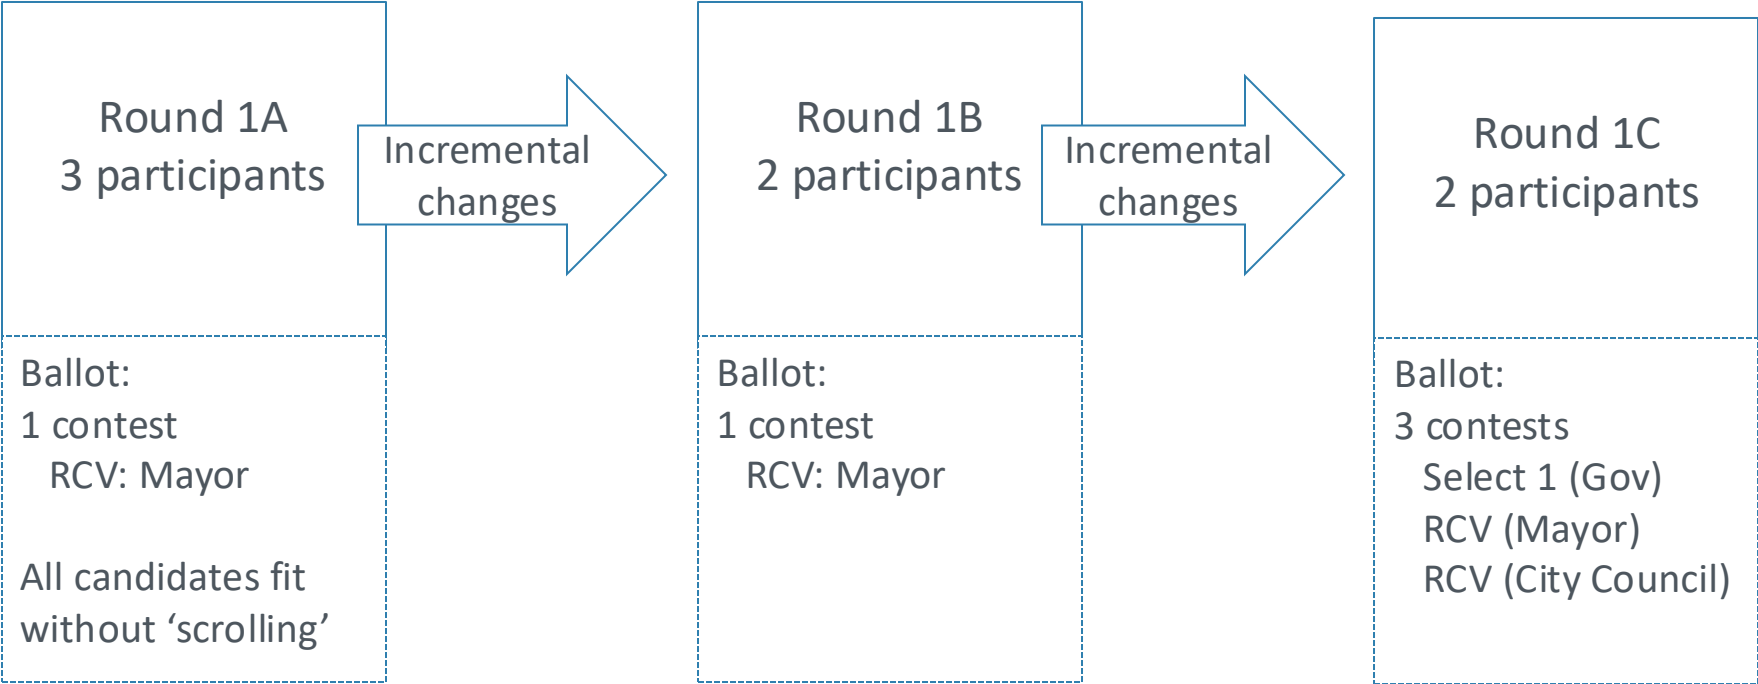 Round 1A
3 participants
Incremental
changes
Round 1B
2 participants
Incremental
changes
Round 1C
2 participants
Ballot:
1 contest
RCV: Mayor
All candidates fit
without ‘scrolling’
Ballot:
1 contest
RCV: Mayor
Ballot:
3 contests
Select 1 (Gov)
RCV (Mayor)
RCV (City Council)